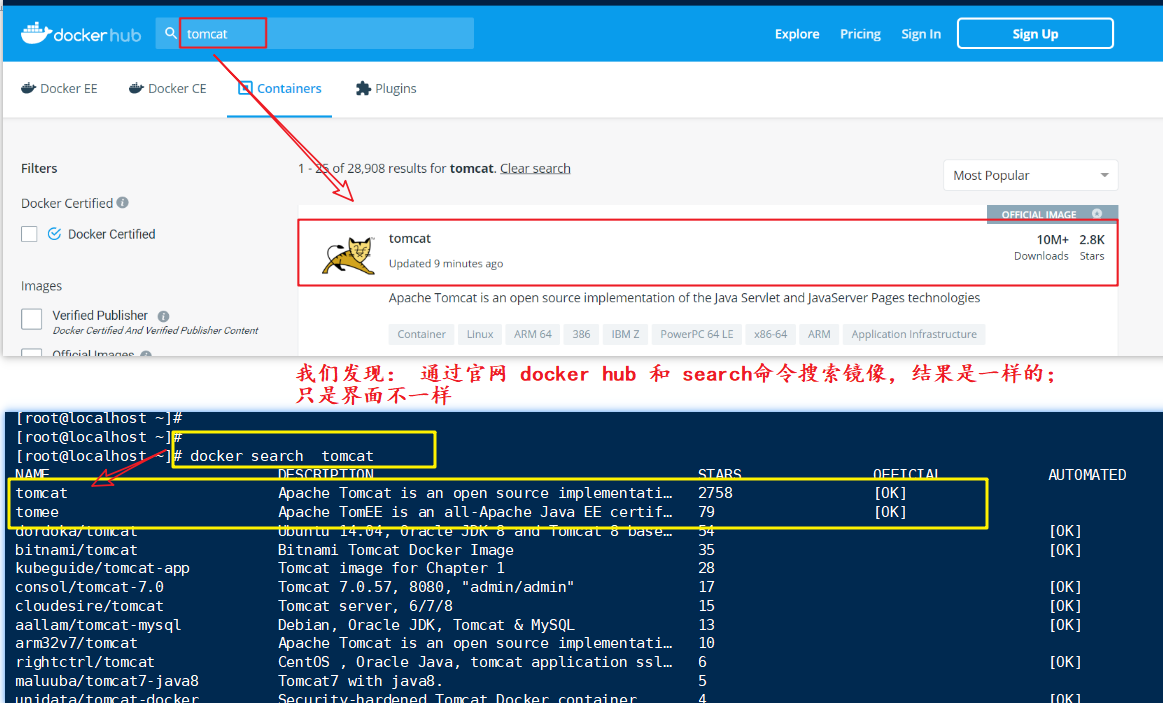 docker hub tomcat Explore Pricing Sign In Sign Up
Docker EE Docker CE Containers Plugins
Filters
1 - 25 of 28,908 results for tomcat. Clear search
Most Popular
Docker Certified
Docker Certified
OFFICIAL IMAGE
tomcat
Updated 9 minutes ago
10M+ 2.8K
Downloads Stars
Images
Verified Publisher
Docker Certified And Verified Publisher Content
Official Images
Apache Tomcat is an open source implementation of the Java Servlet and JavaServer Pages technologies
Container Linux ARM 64 386 IBM Z PowerPC 64 LE x86-64 ARM Application Infrastructure
我们发现： 通过官网 docker hub 和 search命令搜索镜像，结果是一样的；
只是界面不一样
[root@localhost ~]#
[root@localhost ~]#
[root@localhost ~]# docker search  tomcat
NAME DESCRIPTION STARS OFFICIAL AUTOMATED
tomcat Apache Tomcat is an open source implementati… 2758 [OK]
tomee Apache TomEE is an all-Apache Java EE certif… 79 [OK]
dordoka/tomcat Ubuntu 14.04, Oracle JDK 8 and Tomcat 8 base… 54 [OK]
bitnami/tomcat Bitnami Tomcat Docker Image 35 [OK]
kubeguide/tomcat-app Tomcat image for Chapter 1 28
consol/tomcat-7.0 Tomcat 7.0.57, 8080, "admin/admin" 17 [OK]
cloudesire/tomcat Tomcat server, 6/7/8 15 [OK]
aallam/tomcat-mysql Debian, Oracle JDK, Tomcat & MySQL 13 [OK]
arm32v7/tomcat Apache Tomcat is an open source implementati… 10
rightctrl/tomcat CentOS , Oracle Java, tomcat application ssl… 6 [OK]
maluuba/tomcat7-java8 Tomcat7 with java8. 5
unidata/tomcat-docker Security-hardened Tomcat Docker container 4 [OK]